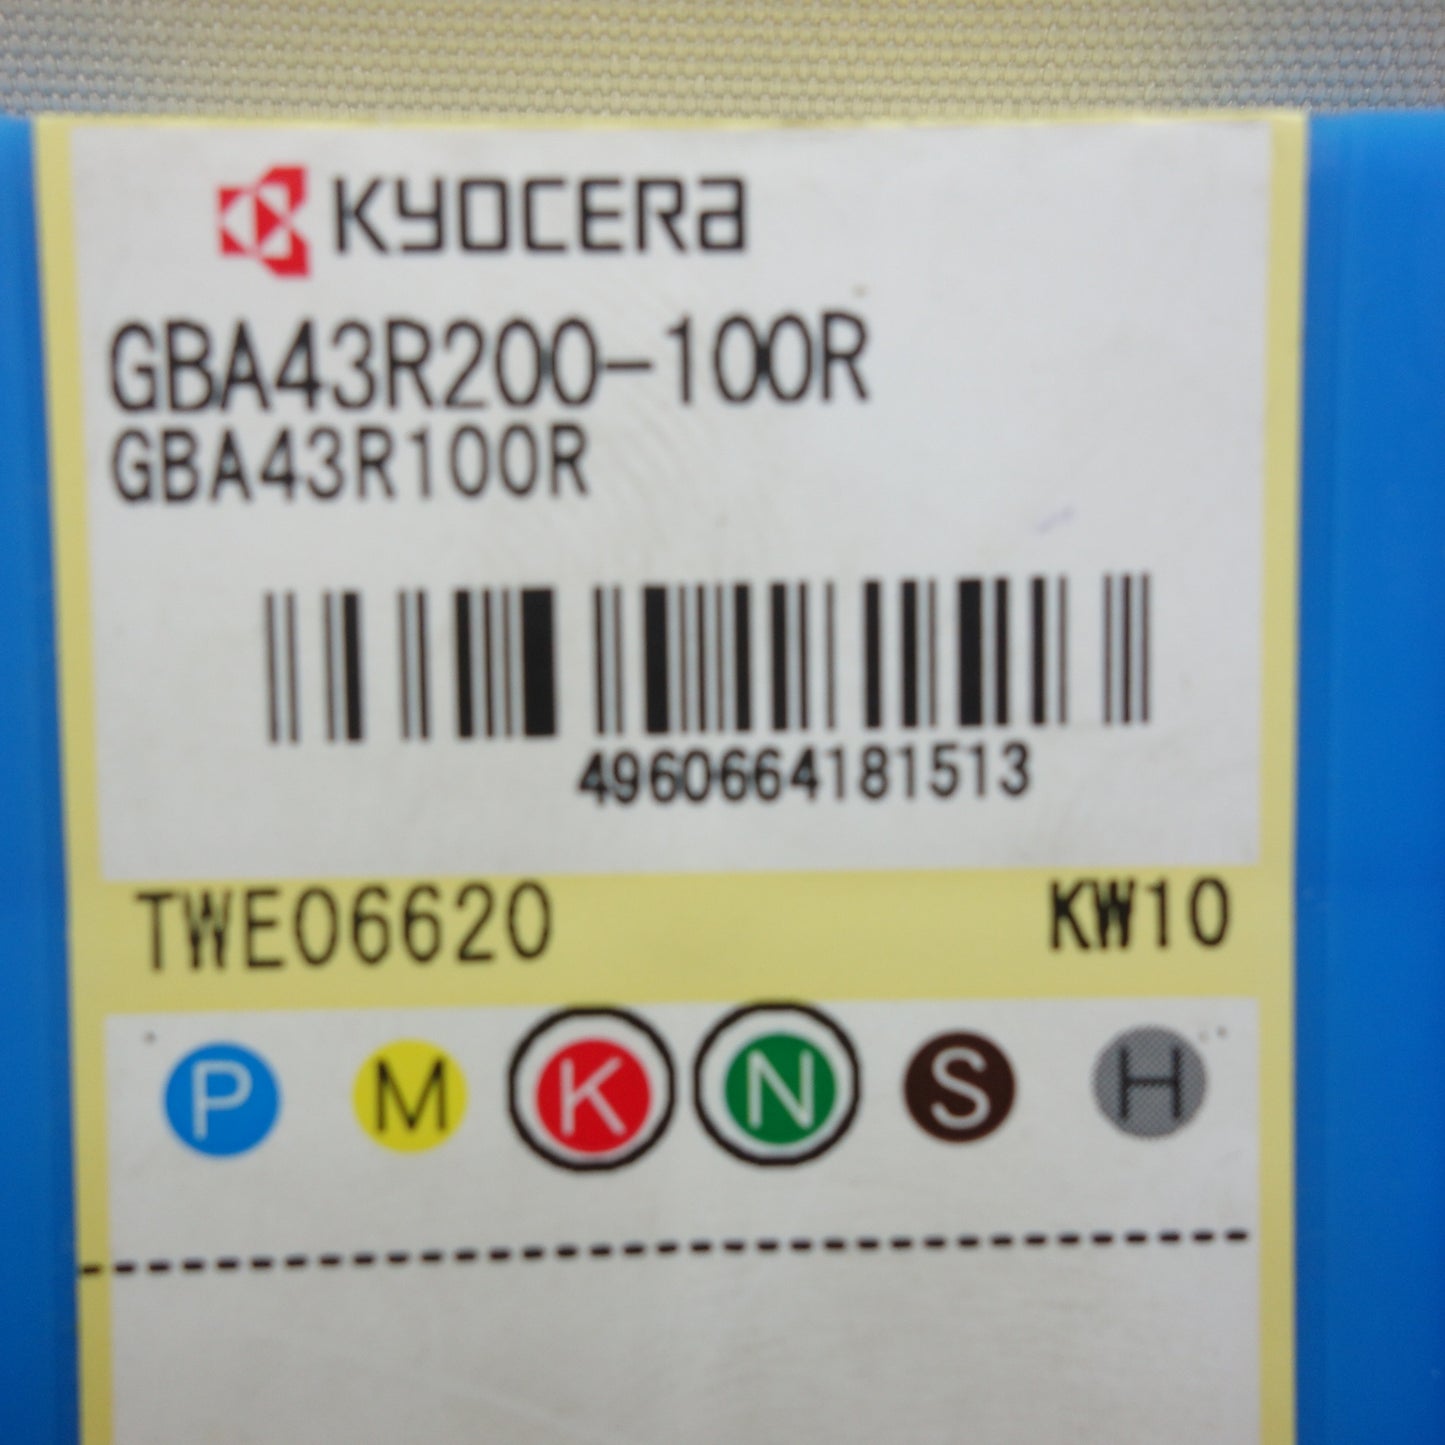 KYOCERA
GBA43R200-100R
GBA43R100R
4960664181513
TWE06620 KW10
P M K N S H